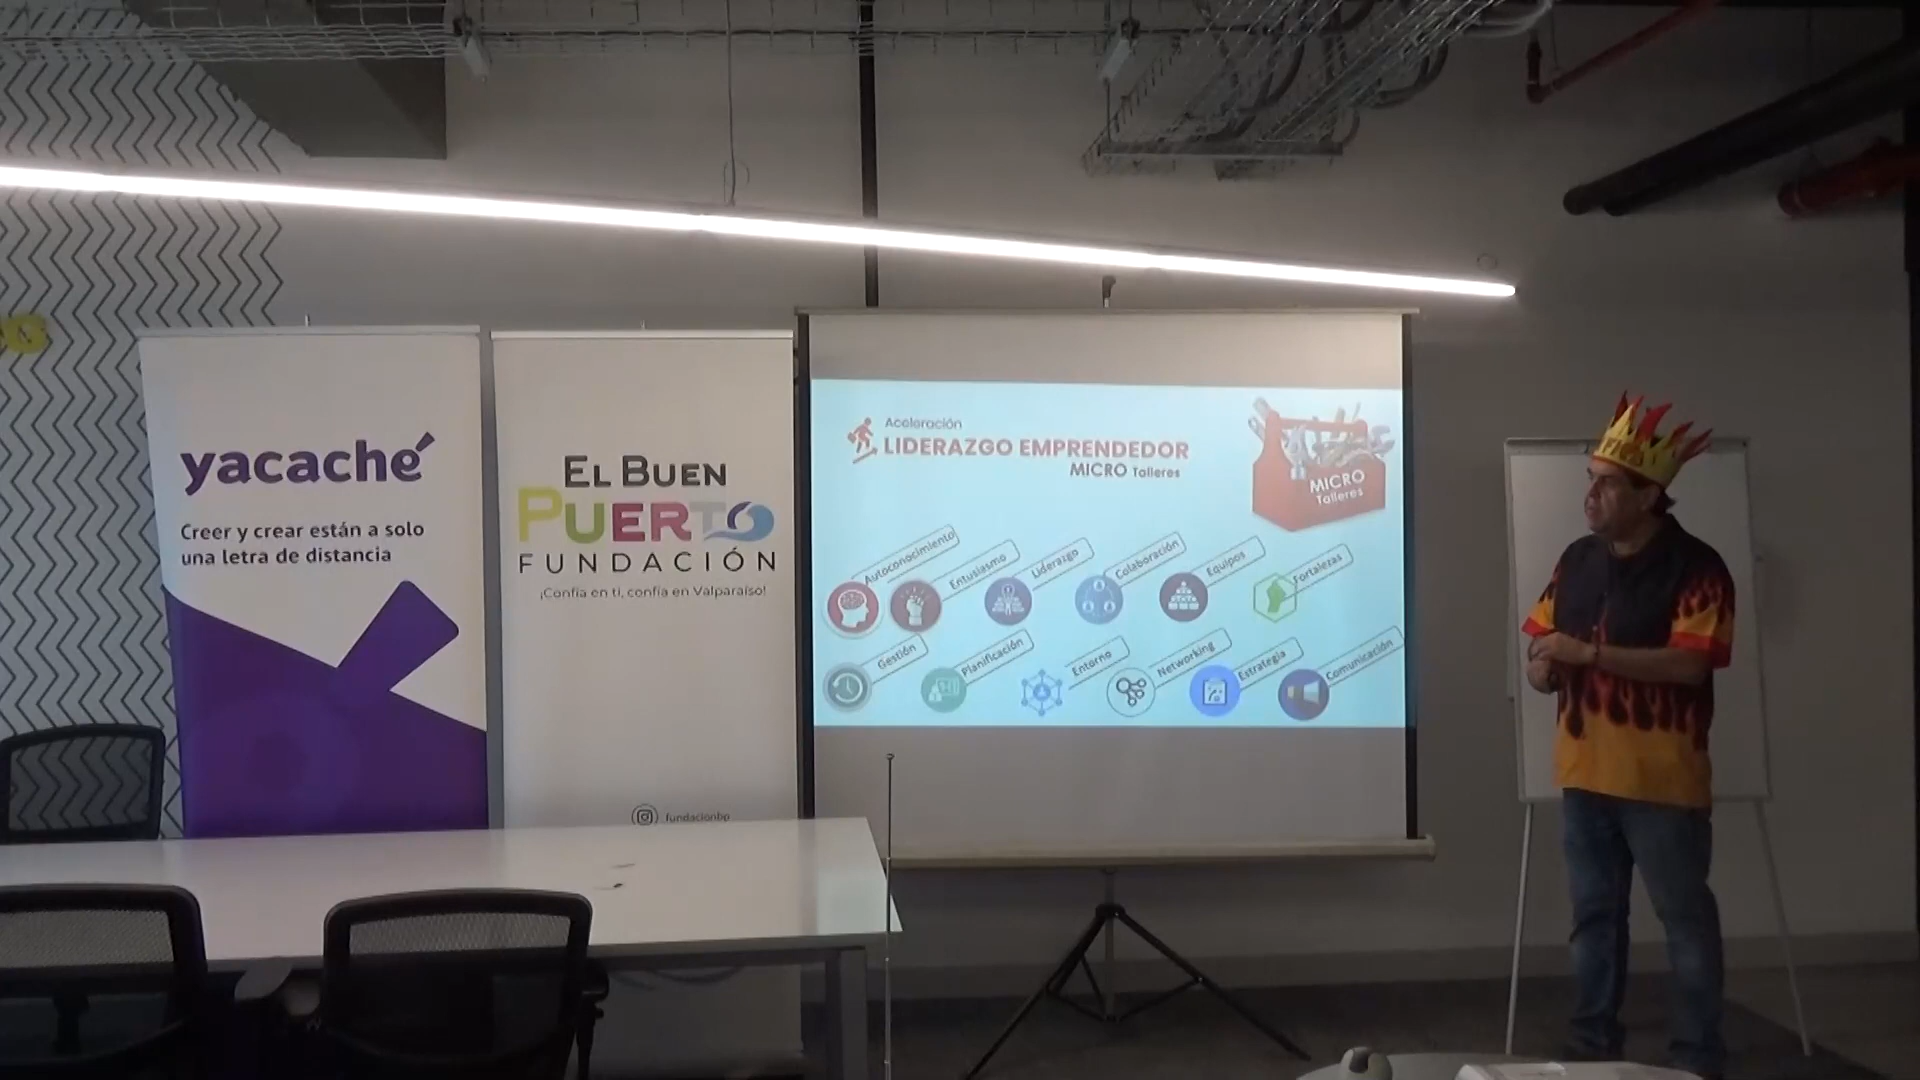 yacaché
Creer y crear están a solo
una letra de distancia
EL BUEN
PUERTO
FUNDACIÓN
¡Confía en ti, confía en Valparaíso!
fundacionbp
Aceleración
LIDERAZGO EMPRENDEDOR
MICRO Talleres
MICRO
Talleres
Autoconocimiento
Entusiasmo
Liderazgo
Colaboración
Equipos
Fortalezas
Gestión
Planificación
Entorno
Networking
Estrategia
Comunicación